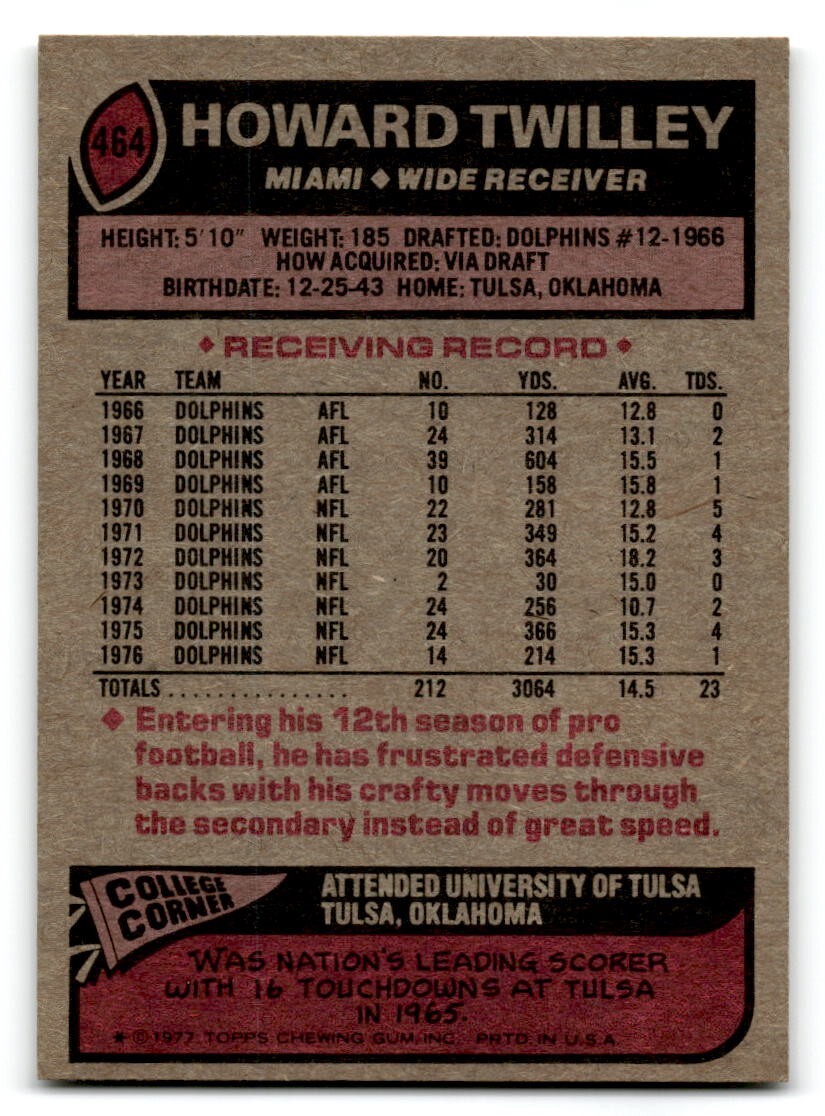 464
HOWARD TWILLEY
MIAMI ◆ WIDE RECEIVER
HEIGHT: 5'10" WEIGHT: 185 DRAFTED: DOLPHINS #12-1966
HOW ACQUIRED: VIA DRAFT
BIRTHDATE: 12-25-43 HOME: TULSA, OKLAHOMA
◆ RECEIVING RECORD ◆
YEAR TEAM NO. YDS. AVG. TDS.
1966 DOLPHINS AFL 10 128 12.8 0
1967 DOLPHINS AFL 24 314 13.1 2
1968 DOLPHINS AFL 39 604 15.5 1
1969 DOLPHINS AFL 10 158 15.8 1
1970 DOLPHINS NFL 22 281 12.8 5
1971 DOLPHINS NFL 23 349 15.2 4
1972 DOLPHINS NFL 20 364 18.2 3
1973 DOLPHINS NFL 2 30 15.0 0
1974 DOLPHINS NFL 24 256 10.7 2
1975 DOLPHINS NFL 24 366 15.3 4
1976 DOLPHINS NFL 14 214 15.3 1
TOTALS ............... 212 3064 14.5 23
◆ Entering his 12th season of pro
football, he has frustrated defensive
backs with his crafty moves through
the secondary instead of great speed.
COLLEGE
CORNER
ATTENDED UNIVERSITY OF TULSA
TULSA, OKLAHOMA
WAS NATION'S LEADING SCORER
WITH 16 TOUCHDOWNS AT TULSA
IN 1965.
★ © 1977 TOPPS CHEWING GUM, INC. PRTD. IN U.S.A.